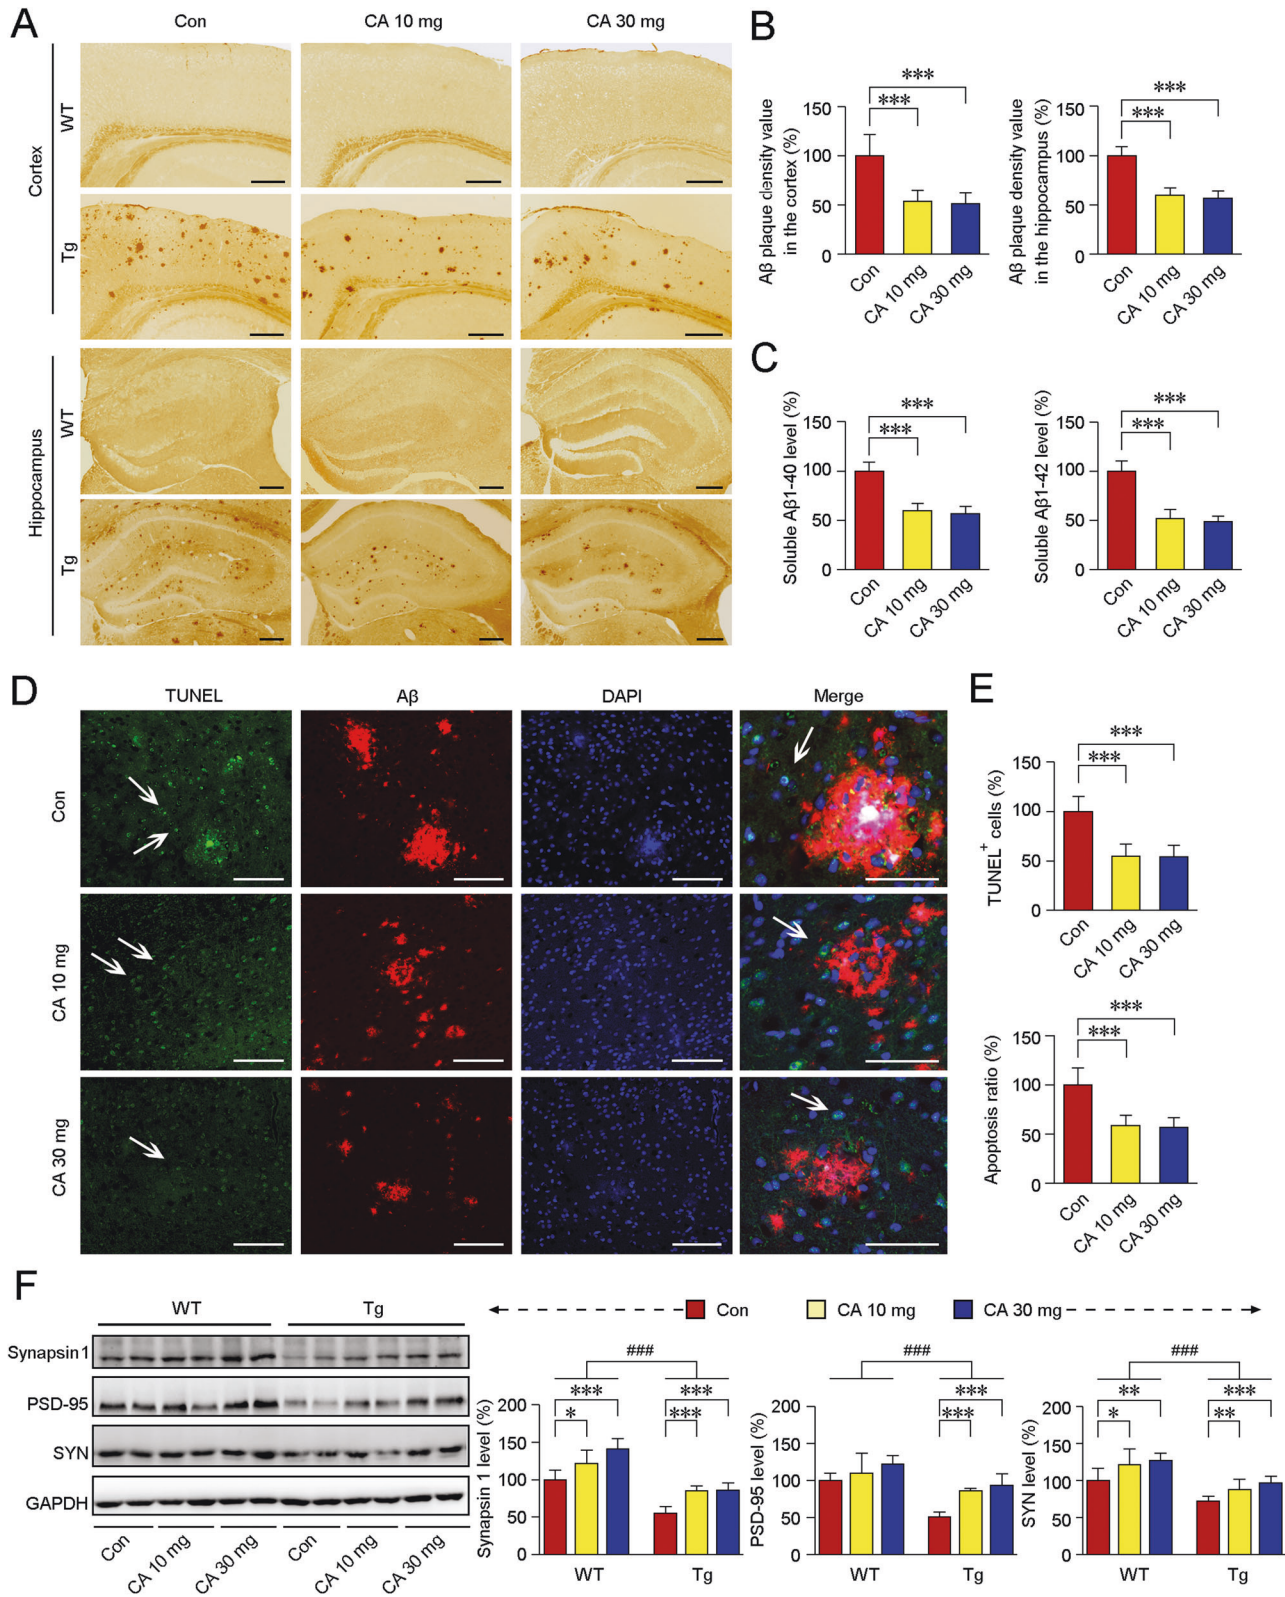 A
Con
CA 10 mg
CA 30 mg
Cortex
WT
Tg
Hippocampus
WT
Tg
B
Aβ plaque density value
in the cortex (%)
150
100
50
0
***
***
Con
CA 10 mg
CA 30 mg
Aβ plaque density value
in the hippocampus (%)
150
100
50
0
***
***
Con
CA 10 mg
CA 30 mg
C
Soluble Aβ1-40 level (%)
150
100
50
0
***
***
Con
CA 10 mg
CA 30 mg
Soluble Aβ1-42 level (%)
150
100
50
0
***
***
Con
CA 10 mg
CA 30 mg
D
TUNEL
Aβ
DAPI
Merge
Con
CA 10 mg
CA 30 mg
E
TUNEL+ cells (%)
150
100
50
0
***
***
Con
CA 10 mg
CA 30 mg
Apoptosis ratio (%)
150
100
50
0
***
***
Con
CA 10 mg
CA 30 mg
F
WT
Tg
Synapsin 1
PSD-95
SYN
GAPDH
Con
CA 10 mg
CA 30 mg
Con
CA 10 mg
CA 30 mg
Con
CA 10 mg
CA 30 mg
Synapsin 1 level (%)
200
150
100
50
0
###
***
*
***
***
WT
Tg
PSD-95 level (%)
200
150
100
50
0
###
***
***
WT
Tg
SYN level (%)
200
150
100
50
0
###
**
*
***
**
WT
Tg